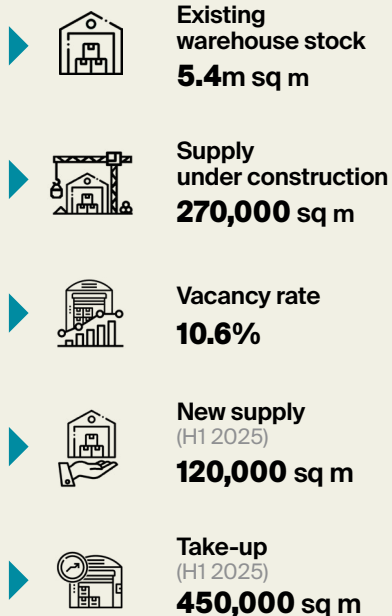 Existing
warehouse stock
5.4m sq m
Supply
under construction
270,000 sq m
Vacancy rate
10.6%
New supply
(H1 2025)
120,000 sq m
Take-up
(H1 2025)
450,000 sq m